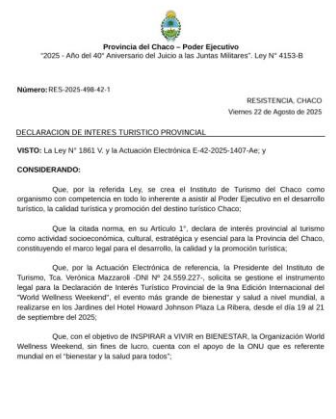 Provincia del Chaco – Poder Ejecutivo
"2025 - Año del 40° Aniversario del Juicio a las Juntas Militares". Ley N° 4153-B
Número: RES-2025-498-42-1
RESISTENCIA, CHACO
Viernes 22 de Agosto de 2025
DECLARACION DE INTERES TURISTICO PROVINCIAL
VISTO: La Ley N° 1861 V. y la Actuación Electrónica E-42-2025-1407-Ae; y
CONSIDERANDO:
Que, por la referida Ley, se crea el Instituto de Turismo del Chaco como
organismo con competencia en todo lo inherente a asistir al Poder Ejecutivo en el desarrollo
turístico, la calidad turística y promoción del destino turístico Chaco;
Que la citada norma, en su Artículo 1°, declara de interés provincial al turismo
como actividad socioeconómica, cultural, estratégica y esencial para la Provincia del Chaco,
constituyendo el marco legal para el desarrollo, la calidad y la promoción turística;
Que, por la Actuación Electrónica de referencia, la Presidente del Instituto de
Turismo, Tca. Verónica Mazzaroli -DNI N° 24.559.227-, solicita se gestione el instrumento
legal para la Declaración de Interés Turístico Provincial de la 9na Edición Internacional del
"World Wellness Weekend", el evento más grande de bienestar y salud a nivel mundial, a
realizarse en los Jardines del Hotel Howard Johnson Plaza La Ribera, desde el día 19 al 21
de septiembre del 2025;
Que, con el objetivo de INSPIRAR a VIVIR en BIENESTAR, la Organización World
Wellness Weekend, sin fines de lucro, cuenta con el apoyo de la ONU que es referente
mundial en el "bienestar y la salud para todos";